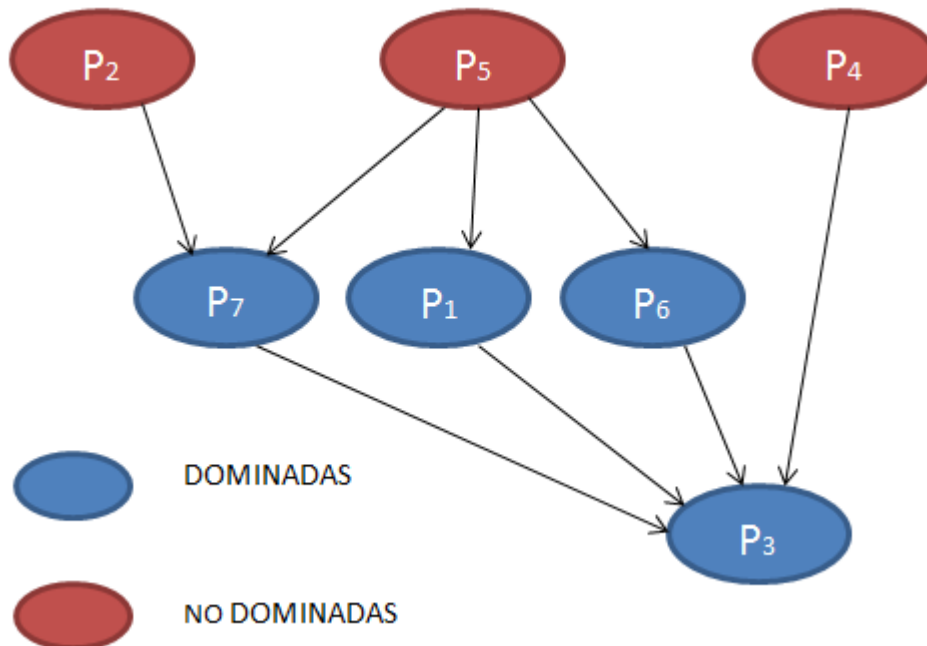 P₂ P₅ P₄
P₇ P₁ P₆
DOMINADAS
P₃
NO DOMINADAS